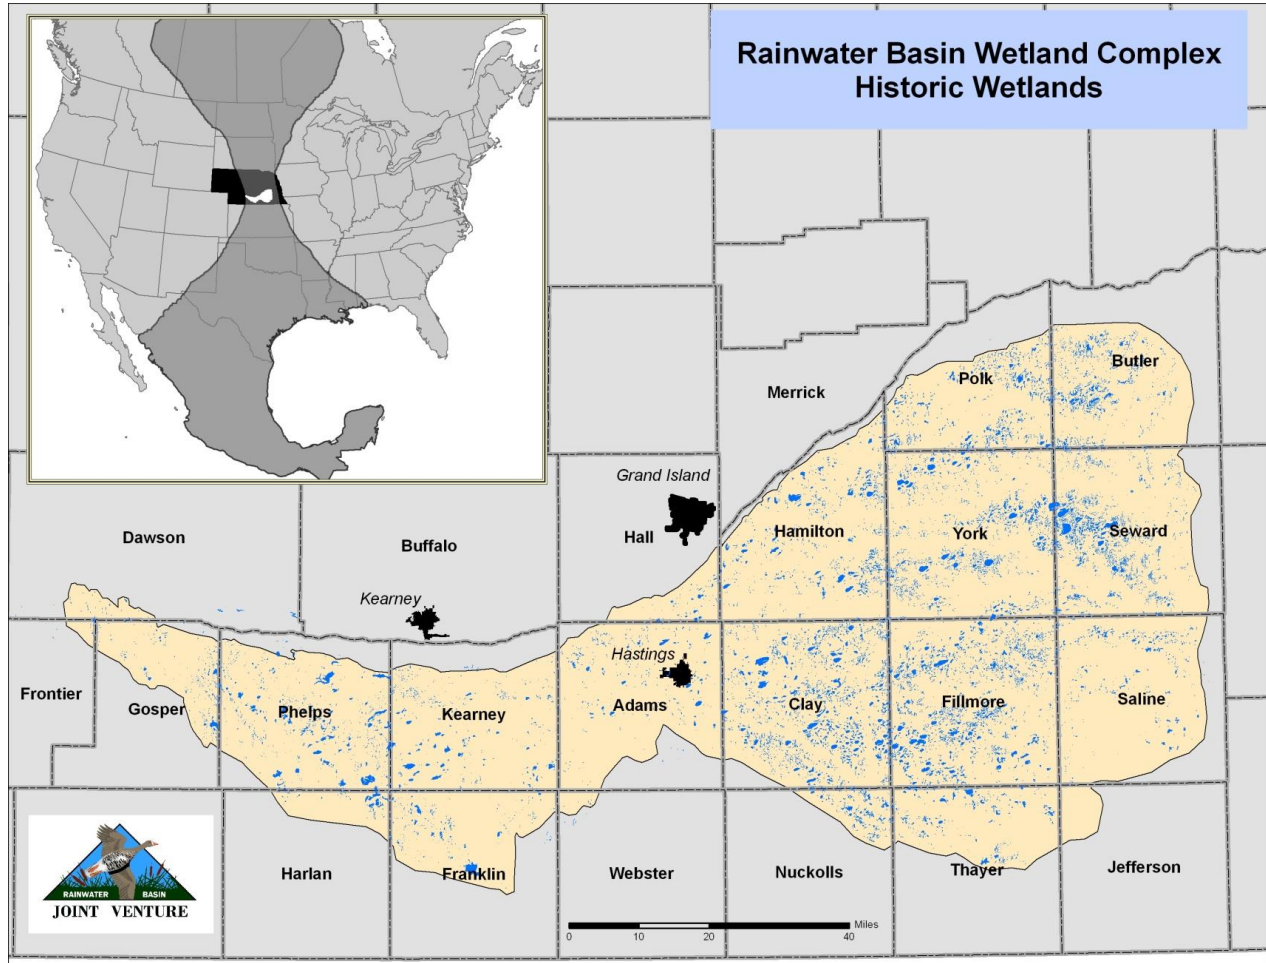 Rainwater Basin Wetland Complex
Historic Wetlands
Butler
Polk
Merrick
Grand Island
Hamilton
York
Seward
Hall
Dawson
Buffalo
Kearney
Hastings
Frontier
Gosper
Phelps
Kearney
Adams
Clay
Fillmore
Saline
Harlan
Franklin
Webster
Nuckolls
Thayer
Jefferson
RAINWATER BASIN
JOINT VENTURE
Miles
0 10 20 40